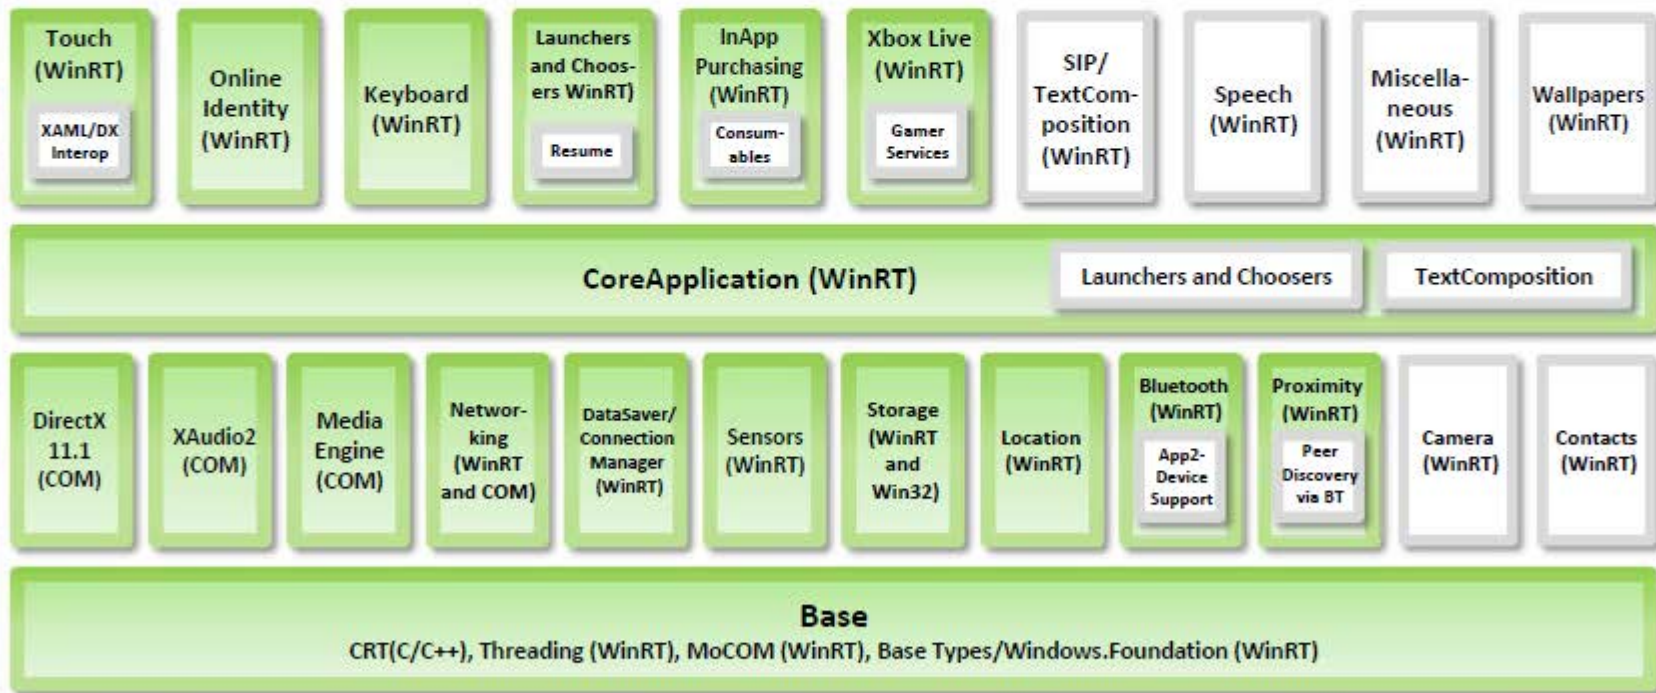 Touch
(WinRT)
XAML/DX
Interop
Online
Identity
(WinRT)
Keyboard
(WinRT)
Launchers
and Choos-
ers WinRT)
Resume
InApp
Purchasing
(WinRT)
Consum-
ables
Xbox Live
(WinRT)
Gamer
Services
SIP/
TextCom-
position
(WinRT)
Speech
(WinRT)
Miscella-
neous
(WinRT)
Wallpapers
(WinRT)
CoreApplication (WinRT)
Launchers and Choosers
TextComposition
DirectX
11.1
(COM)
XAudio2
(COM)
Media
Engine
(COM)
Networ-
king
(WinRT
and COM)
DataSaver/
Connection
Manager
(WinRT)
Sensors
(WinRT)
Storage
(WinRT
and
Win32)
Location
(WinRT)
Bluetooth
(WinRT)
App2-
Device
Support
Proximity
(WinRT)
Peer
Discovery
via BT
Camera
(WinRT)
Contacts
(WinRT)
Base
CRT(C/C++), Threading (WinRT), MoCOM (WinRT), Base Types/Windows.Foundation (WinRT)